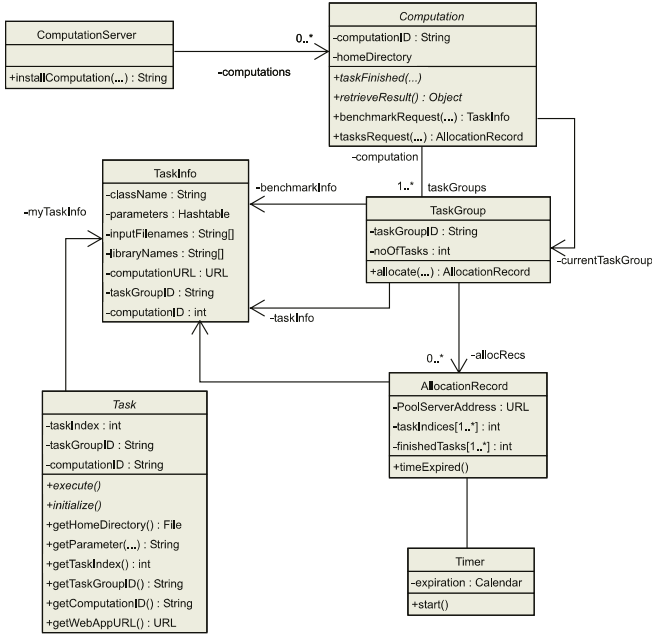 ComputationServer
+installComputation(...) : String
0..*
-computations
Computation
-computationID : String
-homeDirectory
+taskFinished(...)
+retrieveResult() : Object
+benchmarkRequest(...) : TaskInfo
+tasksRequest(...) : AllocationRecord
-computation
1..*
taskGroups
TaskInfo
-className : String
-parameters : Hashtable
-inputFilenames : String[]
-libraryNames : String[]
-computationURL : URL
-taskGroupID : String
-computationID : int
-myTaskInfo
-benchmarkInfo
TaskGroup
-taskGroupID : String
-noOfTasks : int
+allocate(...) : AllocationRecord
-currentTaskGroup
-taskInfo
0..*
-allocRecs
AllocationRecord
-PoolServerAddress : URL
-taskIndices[1..*] : int
-finishedTasks[1..*] : int
+timeExpired()
Task
-taskIndex : int
-taskGroupID : String
-computationID : String
+execute()
+initialize()
+getHomeDirectory() : File
+getParameter(...) : String
+getTaskIndex() : int
+getTaskGroupID() : String
+getComputationID() : String
+getWebAppURL() : URL
Timer
-expiration : Calendar
+start()